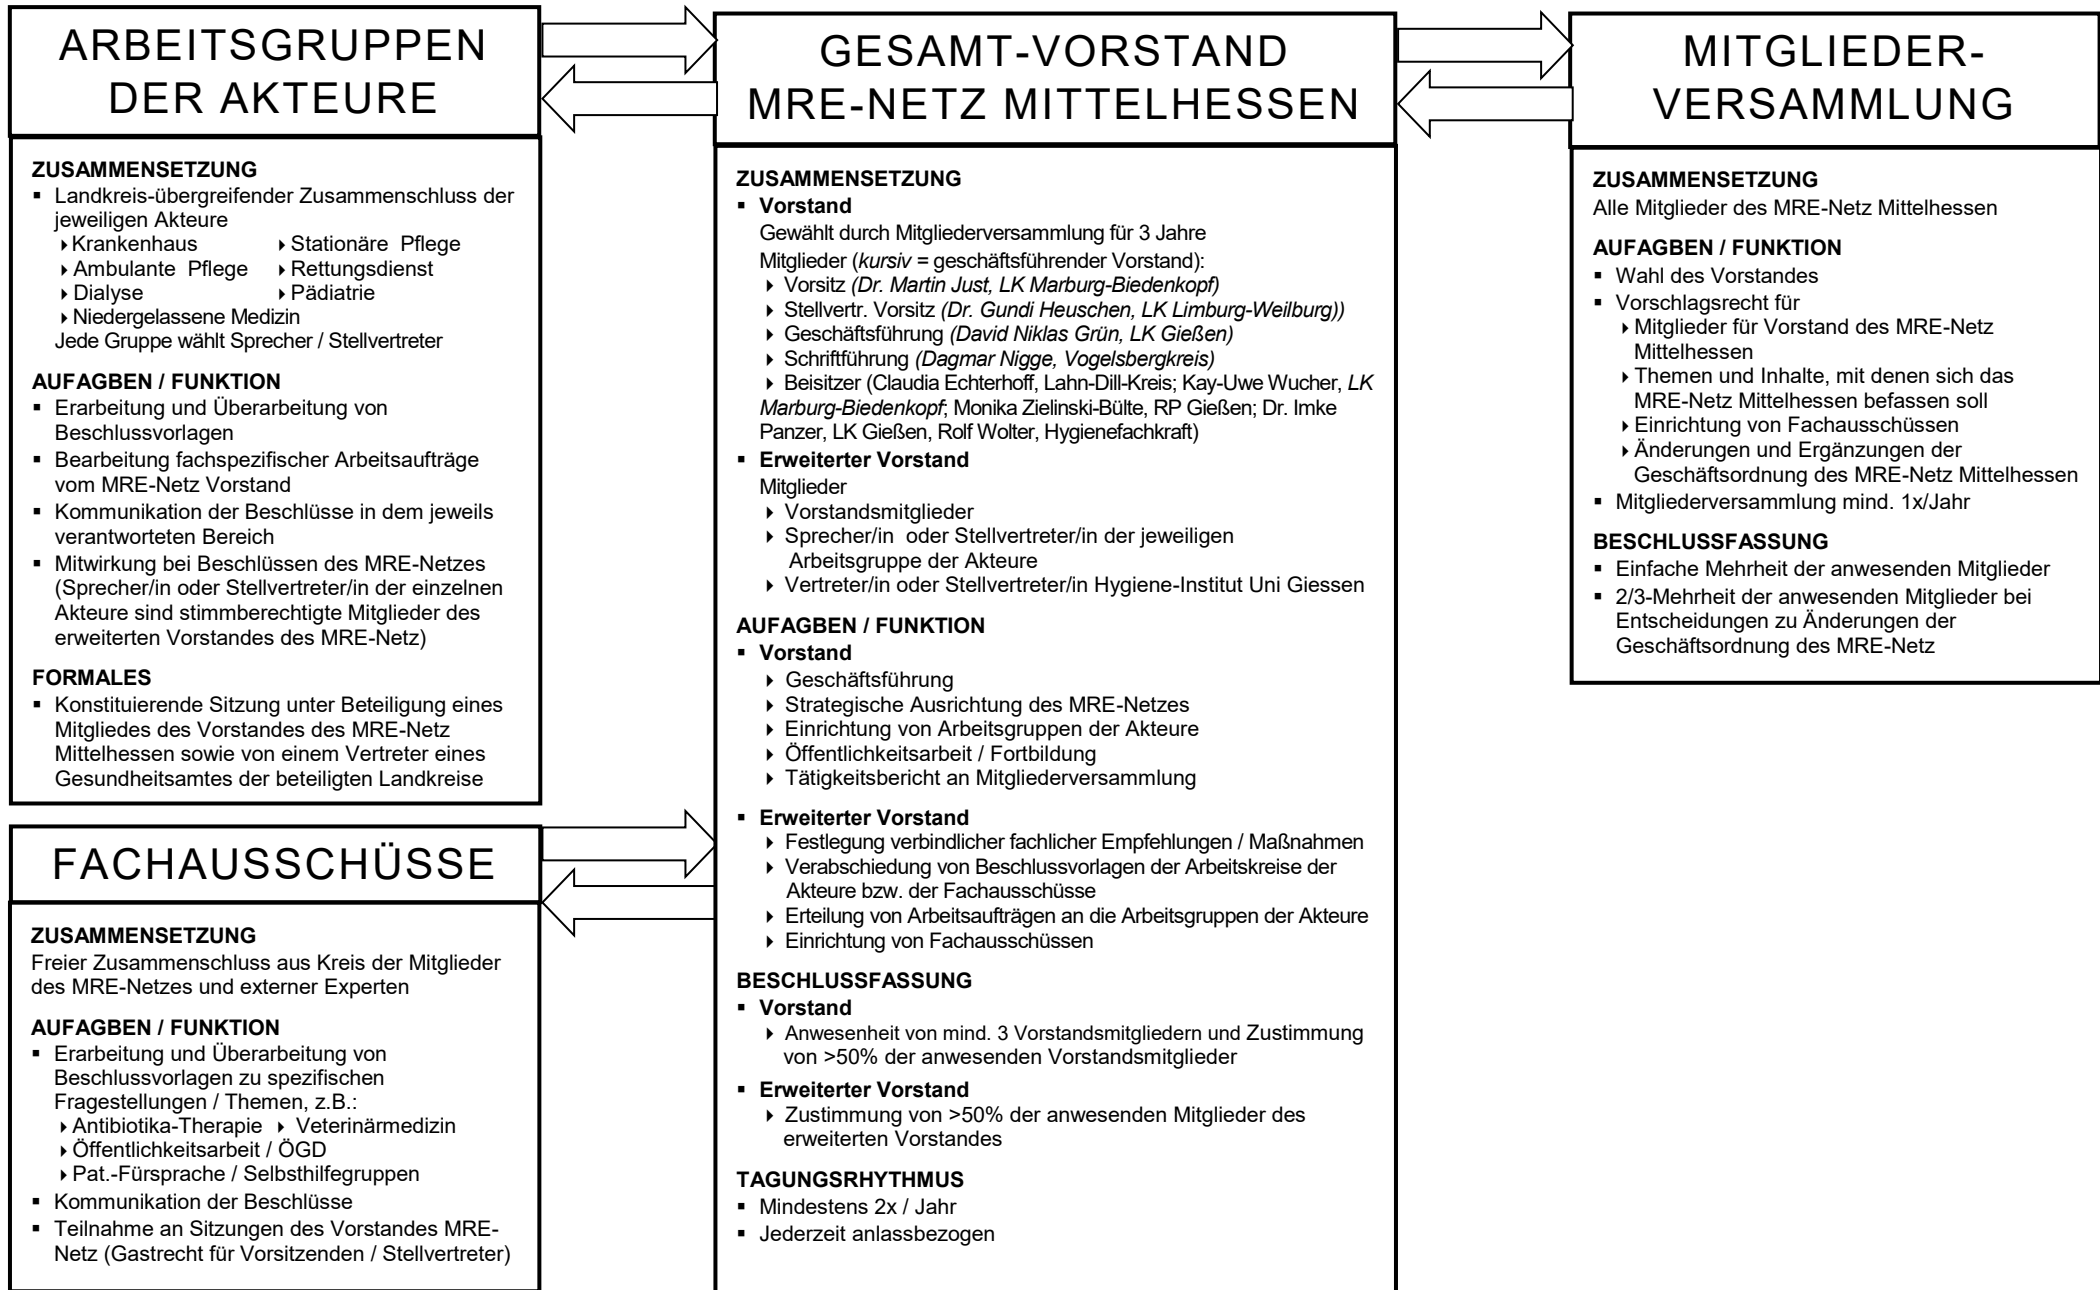 ARBEITSGRUPPEN
DER AKTEURE
ZUSAMMENSETZUNG
▪ Landkreis-übergreifender Zusammenschluss der
jeweiligen Akteure
Krankenhaus Stationäre Pflege
Ambulante Pflege Rettungsdienst
Dialyse Pädiatrie
Niedergelassene Medizin
Jede Gruppe wählt Sprecher / Stellvertreter
AUFAGBEN / FUNKTION
▪ Erarbeitung und Überarbeitung von
Beschlussvorlagen
▪ Bearbeitung fachspezifischer Arbeitsaufträge
vom MRE-Netz Vorstand
▪ Kommunikation der Beschlüsse in dem jeweils
verantworteten Bereich
▪ Mitwirkung bei Beschlüssen des MRE-Netzes
(Sprecher/in oder Stellvertreter/in der einzelnen
Akteure sind stimmberechtigte Mitglieder des
erweiterten Vorstandes des MRE-Netz)
FORMALES
▪ Konstituierende Sitzung unter Beteiligung eines
Mitgliedes des Vorstandes des MRE-Netz
Mittelhessen sowie von einem Vertreter eines
Gesundheitsamtes der beteiligten Landkreise
FACHAUSSCHÜSSE
ZUSAMMENSETZUNG
Freier Zusammenschluss aus Kreis der Mitglieder
des MRE-Netzes und externer Experten
AUFAGBEN / FUNKTION
▪ Erarbeitung und Überarbeitung von
Beschlussvorlagen zu spezifischen
Fragestellungen / Themen, z.B.:
Antibiotika-Therapie Veterinärmedizin
Öffentlichkeitsarbeit / ÖGD
Pat.-Fürsprache / Selbsthilfegruppen
▪ Kommunikation der Beschlüsse
▪ Teilnahme an Sitzungen des Vorstandes MRE-
Netz (Gastrecht für Vorsitzenden / Stellvertreter)
GESAMT-VORSTAND
MRE-NETZ MITTELHESSEN
ZUSAMMENSETZUNG
▪ Vorstand
Gewählt durch Mitgliederversammlung für 3 Jahre
Mitglieder (kursiv = geschäftsführender Vorstand):
Vorsitz (Dr. Martin Just, LK Marburg-Biedenkopf)
Stellvertr. Vorsitz (Dr. Gundi Heuschen, LK Limburg-Weilburg))
Geschäftsführung (David Niklas Grün, LK Gießen)
Schriftführung (Dagmar Nigge, Vogelsbergkreis)
Beisitzer (Claudia Echterhoff, Lahn-Dill-Kreis; Kay-Uwe Wucher, LK
Marburg-Biedenkopf; Monika Zielinski-Bülte, RP Gießen; Dr. Imke
Panzer, LK Gießen, Rolf Wolter, Hygienefachkraft)
▪ Erweiterter Vorstand
Mitglieder
Vorstandsmitglieder
Sprecher/in oder Stellvertreter/in der jeweiligen
Arbeitsgruppe der Akteure
Vertreter/in oder Stellvertreter/in Hygiene-Institut Uni Giessen
AUFAGBEN / FUNKTION
▪ Vorstand
Geschäftsführung
Strategische Ausrichtung des MRE-Netzes
Einrichtung von Arbeitsgruppen der Akteure
Öffentlichkeitsarbeit / Fortbildung
Tätigkeitsbericht an Mitgliederversammlung
▪ Erweiterter Vorstand
Festlegung verbindlicher fachlicher Empfehlungen / Maßnahmen
Verabschiedung von Beschlussvorlagen der Arbeitskreise der
Akteure bzw. der Fachausschüsse
Erteilung von Arbeitsaufträgen an die Arbeitsgruppen der Akteure
Einrichtung von Fachausschüssen
BESCHLUSSFASSUNG
▪ Vorstand
Anwesenheit von mind. 3 Vorstandsmitgliedern und Zustimmung
von >50% der anwesenden Vorstandsmitglieder
▪ Erweiterter Vorstand
Zustimmung von >50% der anwesenden Mitglieder des
erweiterten Vorstandes
TAGUNGSRHYTHMUS
▪ Mindestens 2x / Jahr
▪ Jederzeit anlassbezogen
MITGLIEDER-
VERSAMMLUNG
ZUSAMMENSETZUNG
Alle Mitglieder des MRE-Netz Mittelhessen
AUFAGBEN / FUNKTION
▪ Wahl des Vorstandes
▪ Vorschlagsrecht für
Mitglieder für Vorstand des MRE-Netz
Mittelhessen
Themen und Inhalte, mit denen sich das
MRE-Netz Mittelhessen befassen soll
Einrichtung von Fachausschüssen
Änderungen und Ergänzungen der
Geschäftsordnung des MRE-Netz Mittelhessen
▪ Mitgliederversammlung mind. 1x/Jahr
BESCHLUSSFASSUNG
▪ Einfache Mehrheit der anwesenden Mitglieder
▪ 2/3-Mehrheit der anwesenden Mitglieder bei
Entscheidungen zu Änderungen der
Geschäftsordnung des MRE-Netz